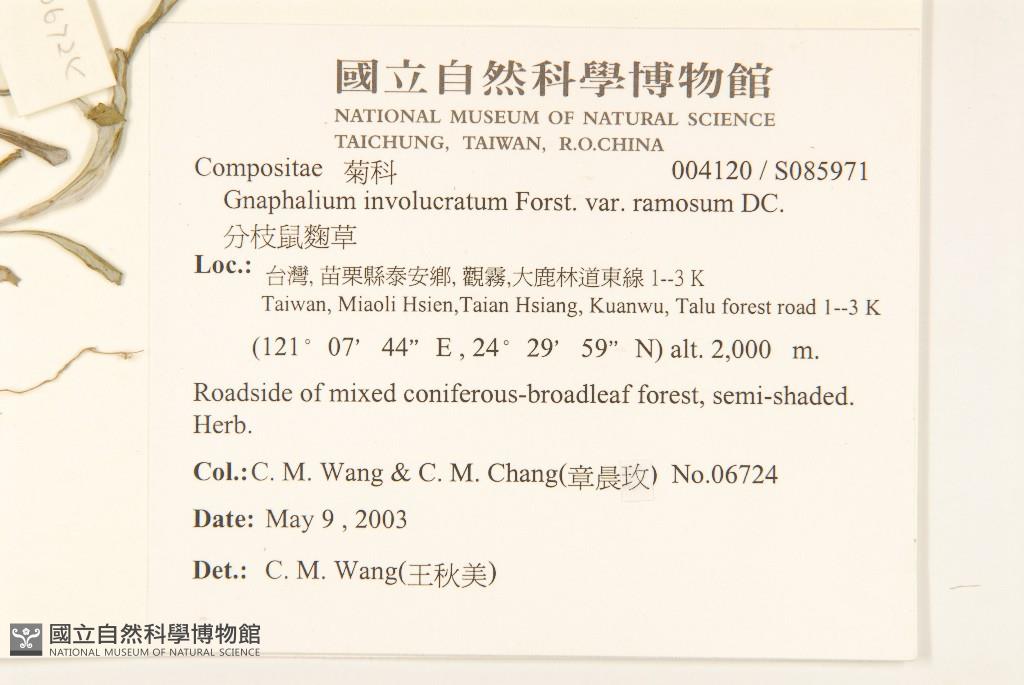 06724
國立自然科學博物館
NATIONAL MUSEUM OF NATURAL SCIENCE
TAICHUNG, TAIWAN, R.O.CHINA
Compositae 菊科 004120 / S085971
Gnaphalium involucratum Forst. var. ramosum DC.
分枝鼠麴草
Loc.: 台灣, 苗栗縣泰安鄉, 觀霧,大鹿林道東線 1--3 K
Taiwan, Miaoli Hsien,Taian Hsiang, Kuanwu, Talu forest road 1--3 K
(121° 07' 44" E , 24° 29' 59" N) alt. 2,000 m.
Roadside of mixed coniferous-broadleaf forest, semi-shaded.
Herb.
Col.: C. M. Wang & C. M. Chang(章晨玫) No.06724
Date: May 9 , 2003
Det.: C. M. Wang(王秋美)
國立自然科學博物館
NATIONAL MUSEUM OF NATURAL SCIENCE